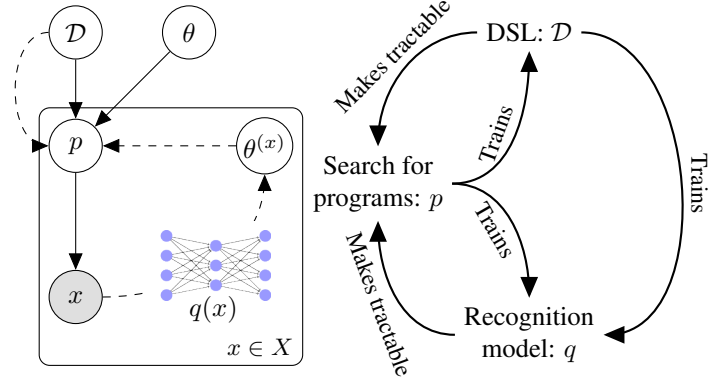 𝒟
θ
p
θ^(x)
x
q(x)
x ∈ X
DSL: 𝒟
Makes tractable
Trains
Trains
Search for
programs: p
Trains
Makes tractable
Recognition
model: q